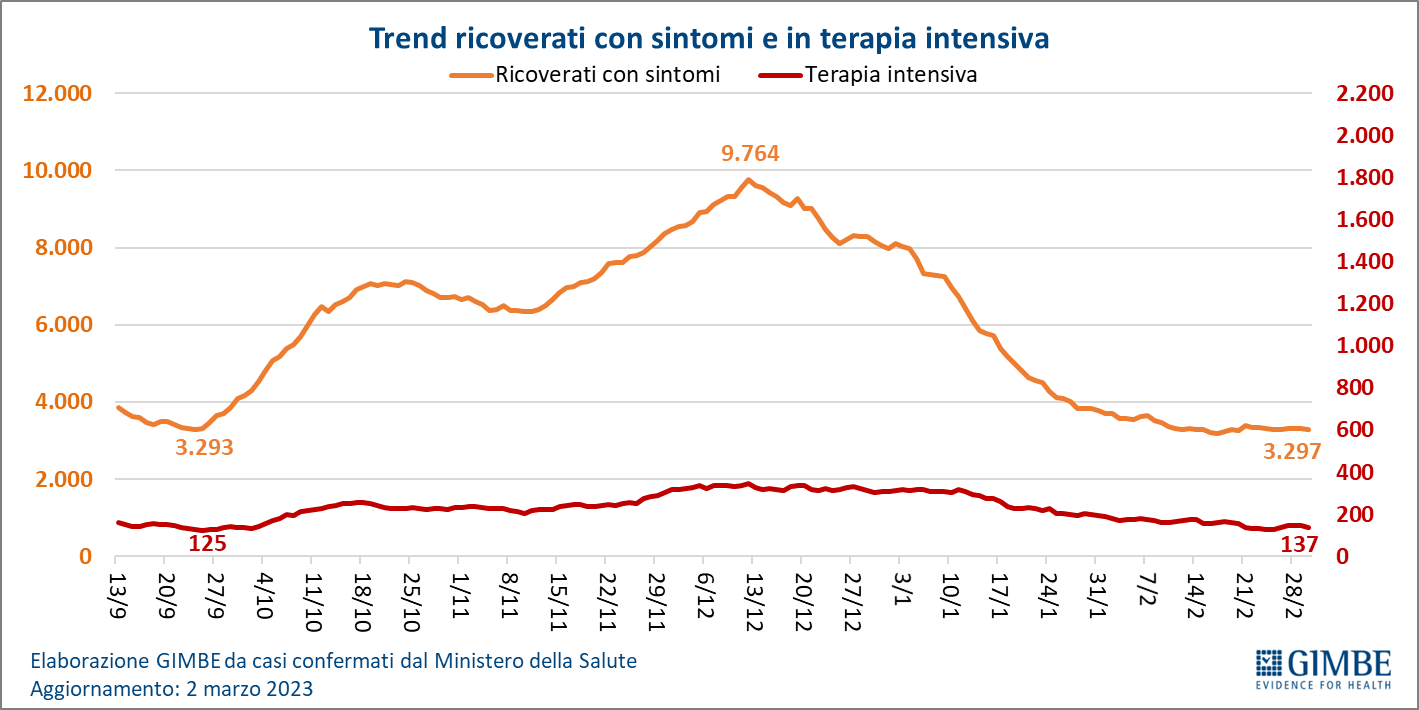 Trend ricoverati con sintomi e in terapia intensiva
Ricoverati con sintomi Terapia intensiva
12.000 2.200
2.000
9.764
10.000 1.800
1.600
8.000 1.400
1.200
6.000 1.000
800
4.000 600
3.293 3.297
2.000 400
200
125 137
0 0
13/9 20/9 27/9 4/10 11/10 18/10 25/10 1/11 8/11 15/11 22/11 29/11 6/12 13/12 20/12 27/12 3/1 10/1 17/1 24/1 31/1 7/2 14/2 21/2 28/2
Elaborazione GIMBE da casi confermati dal Ministero della Salute
Aggiornamento: 2 marzo 2023
GIMBE
EVIDENCE FOR HEALTH